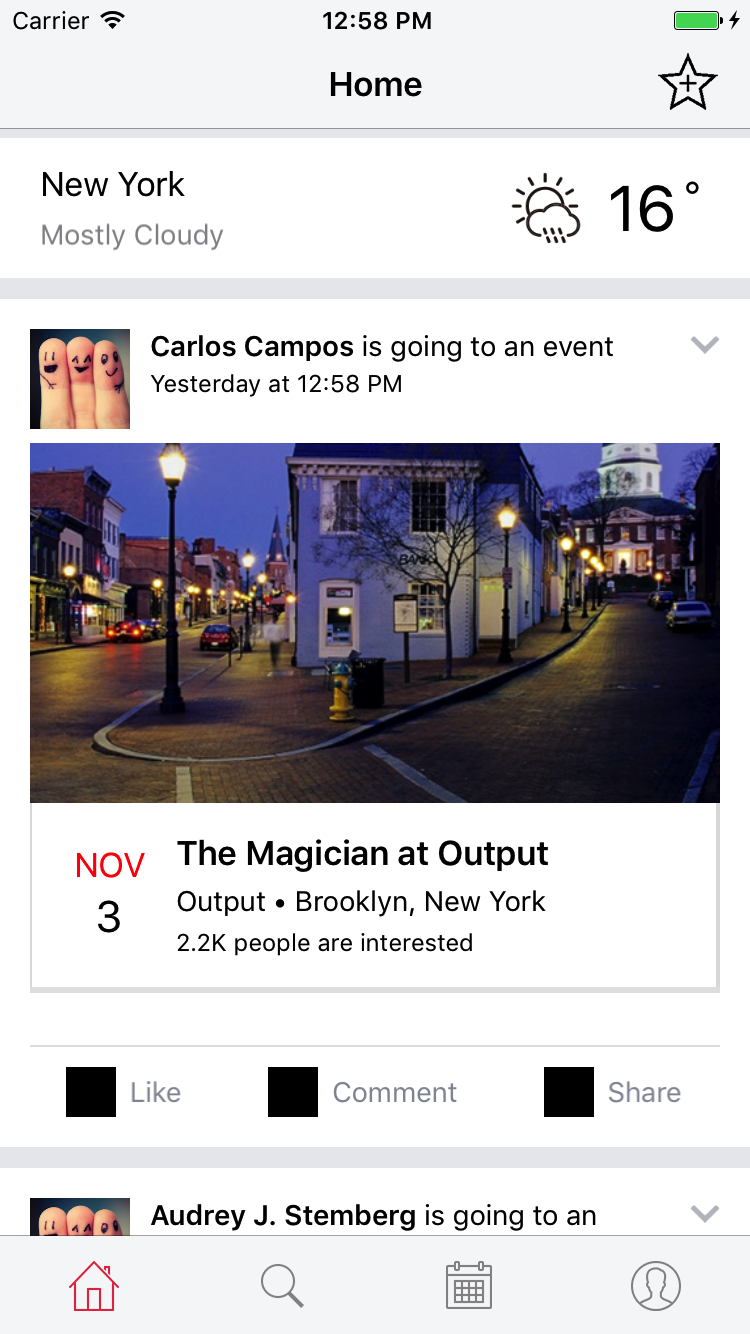 Carrier 12:58 PM
Home
New York
Mostly Cloudy
16°
Carlos Campos is going to an event
Yesterday at 12:58 PM
BANK
NOV
3
The Magician at Output
Output • Brooklyn, New York
2.2K people are interested
Like Comment Share
Audrey J. Stemberg is going to an